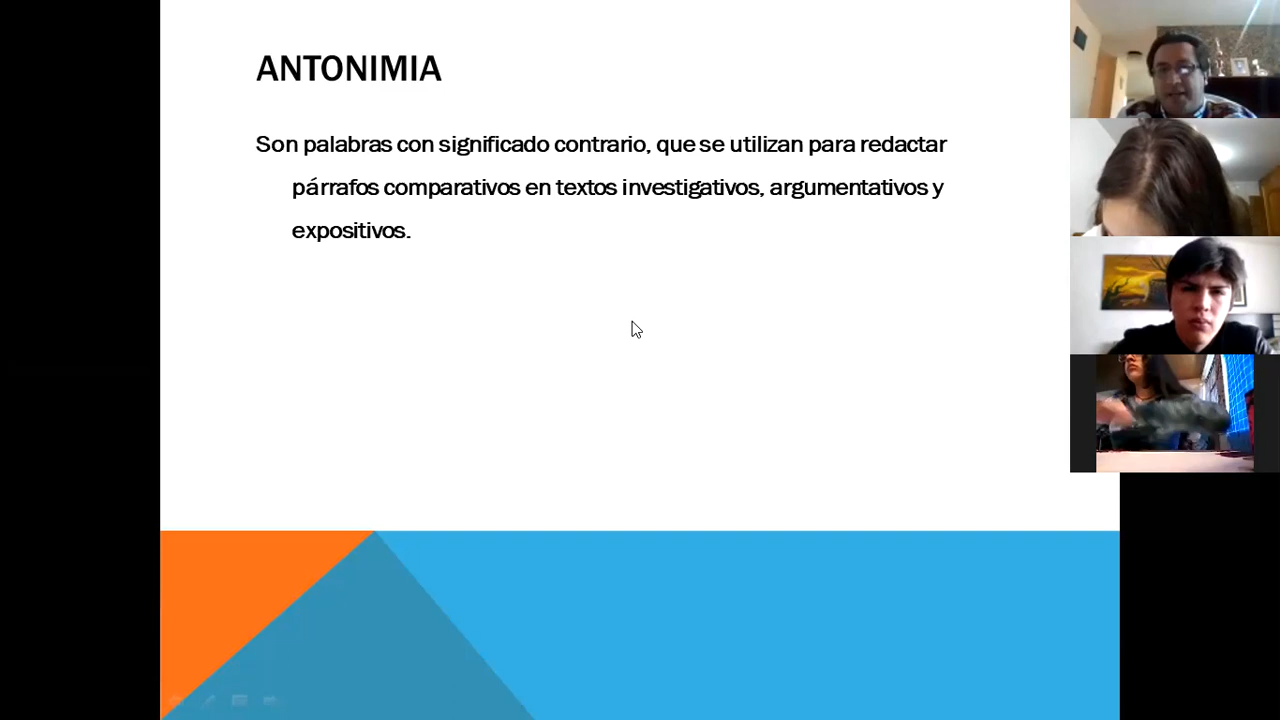 ANTONIMIA
Son palabras con significado contrario, que se utilizan para redactar
párrafos comparativos en textos investigativos, argumentativos y
expositivos.